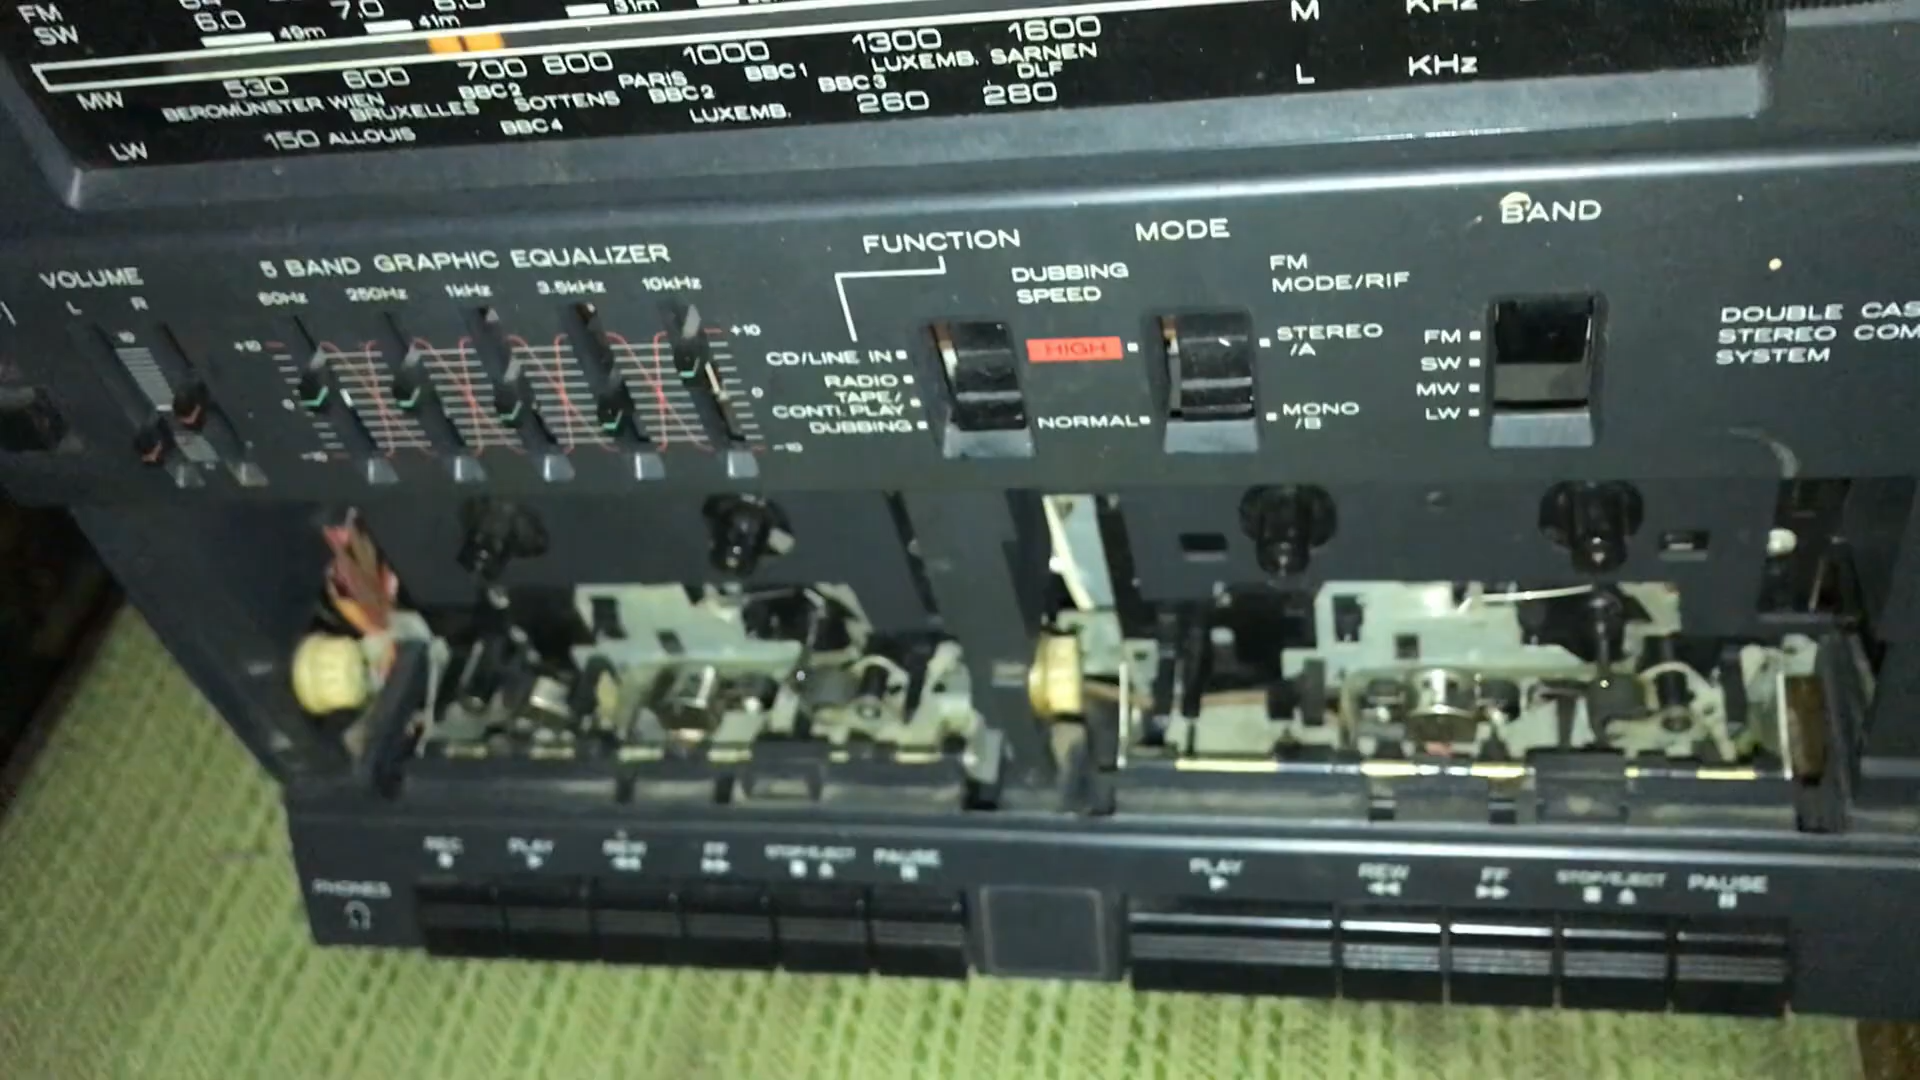 FM
SW 6.0 49m 7.0 41m 31m
MW 530 600 700 800 1000 1300 1600 M KHz
BEROMÜNSTER WIEN BRUXELLES BBC2 SOTTENS PARIS BBC2 BBC1 BBC3 LUXEMB. SARNEN DLF
LW 150 ALLOUIS BBC4 LUXEMB. 260 280 L KHz
VOLUME
L R
10
5 BAND GRAPHIC EQUALIZER
60Hz 250Hz 1kHz 3.5kHz 10kHz
+10 +10
0 0
-10 -10
FUNCTION
CD/LINE IN
RADIO
TAPE/
CONTI. PLAY
DUBBING
MODE
DUBBING
SPEED
HIGH
NORMAL
FM
MODE/RIF
STEREO
/A
MONO
/B
BAND
FM
SW
MW
LW
DOUBLE CAS
STEREO COM
SYSTEM
PHONES
REC PLAY REW FF STOP/EJECT PAUSE
PLAY REW FF STOP/EJECT PAUSE